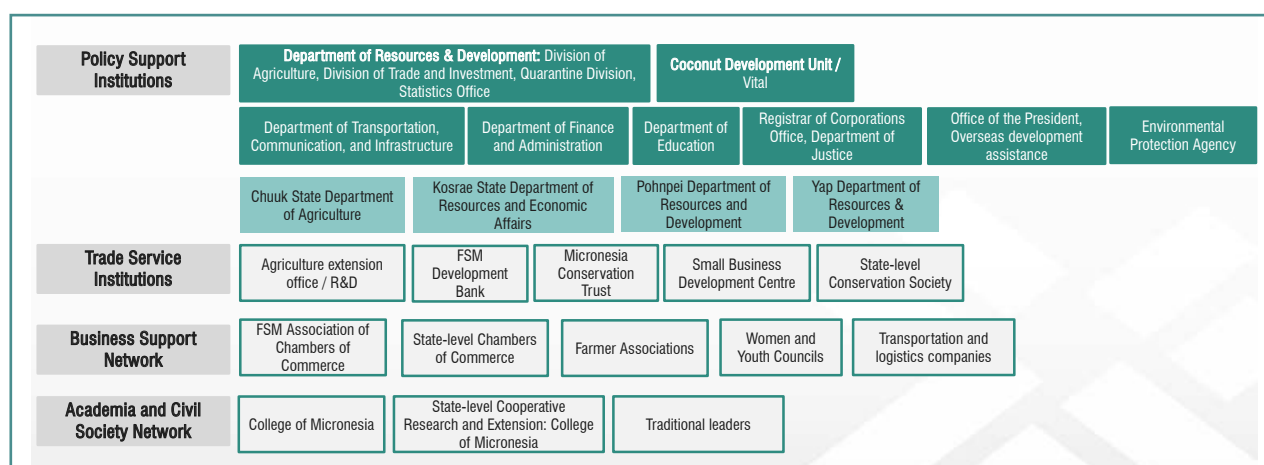 Policy Support
Institutions
Department of Resources & Development: Division of
Agriculture, Division of Trade and Investment, Quarantine Division,
Statistics Office
Coconut Development Unit /
Vital
Department of Transportation,
Communication, and Infrastructure
Department of Finance
and Administration
Department of
Education
Registrar of Corporations
Office, Department of
Justice
Office of the President,
Overseas development
assistance
Environmental
Protection Agency
Chuuk State Department
of Agriculture
Kosrae State Department of
Resources and Economic
Affairs
Pohnpei Department of
Resources and
Development
Yap Department of
Resources &
Development
Trade Service
Institutions
Agriculture extension
office / R&D
FSM
Development
Bank
Micronesia
Conservation
Trust
Small Business
Development Centre
State-level
Conservation Society
Business Support
Network
FSM Association of
Chambers of
Commerce
State-level Chambers
of Commerce
Farmer Associations
Women and
Youth Councils
Transportation and
logistics companies
Academia and Civil
Society Network
College of Micronesia
State-level Cooperative
Research and Extension: College
of Micronesia
Traditional leaders